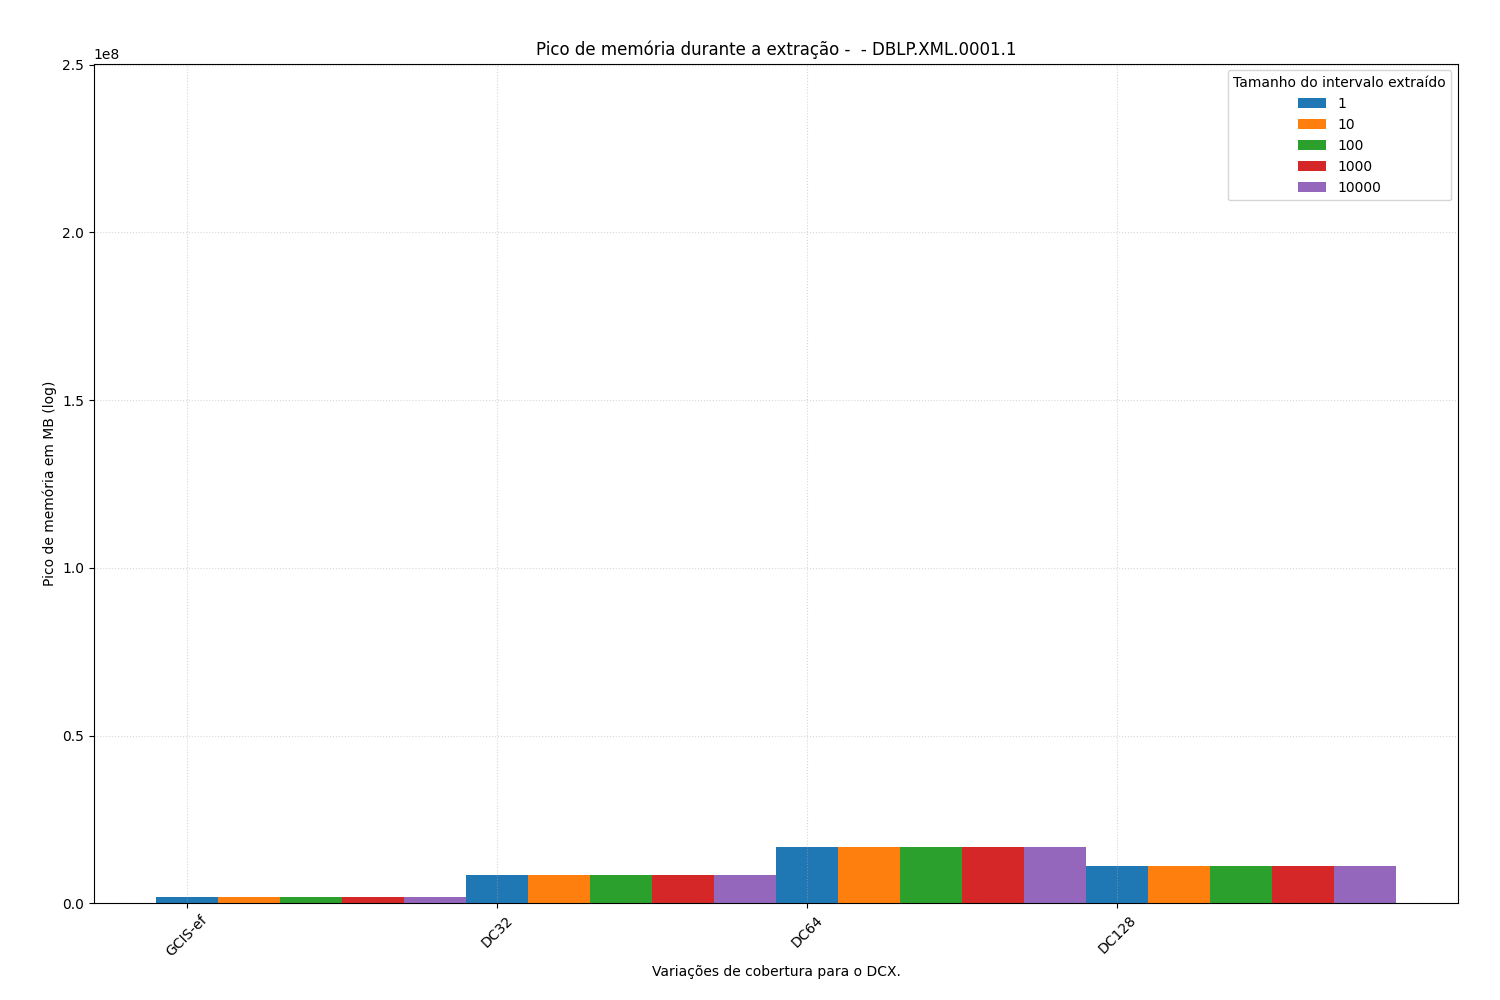 Pico de memória durante a extração -  - DBLP.XML.0001.1
1e8
2.5
2.0
1.5
1.0
0.5
0.0
Pico de memória em MB (log)
Tamanho do intervalo extraído
1
10
100
1000
10000
GCIS-ef
DC32
DC64
DC128
Variações de cobertura para o DCX.